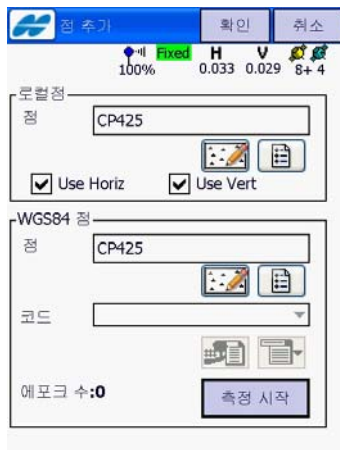 점 추가 확인 취소
Fixed H V
100% 0.033 0.029 8+ 4
로컬점
점 CP425
Use Horiz Use Vert
WGS84 점
점 CP425
코드
에포크 수:0 측정 시작